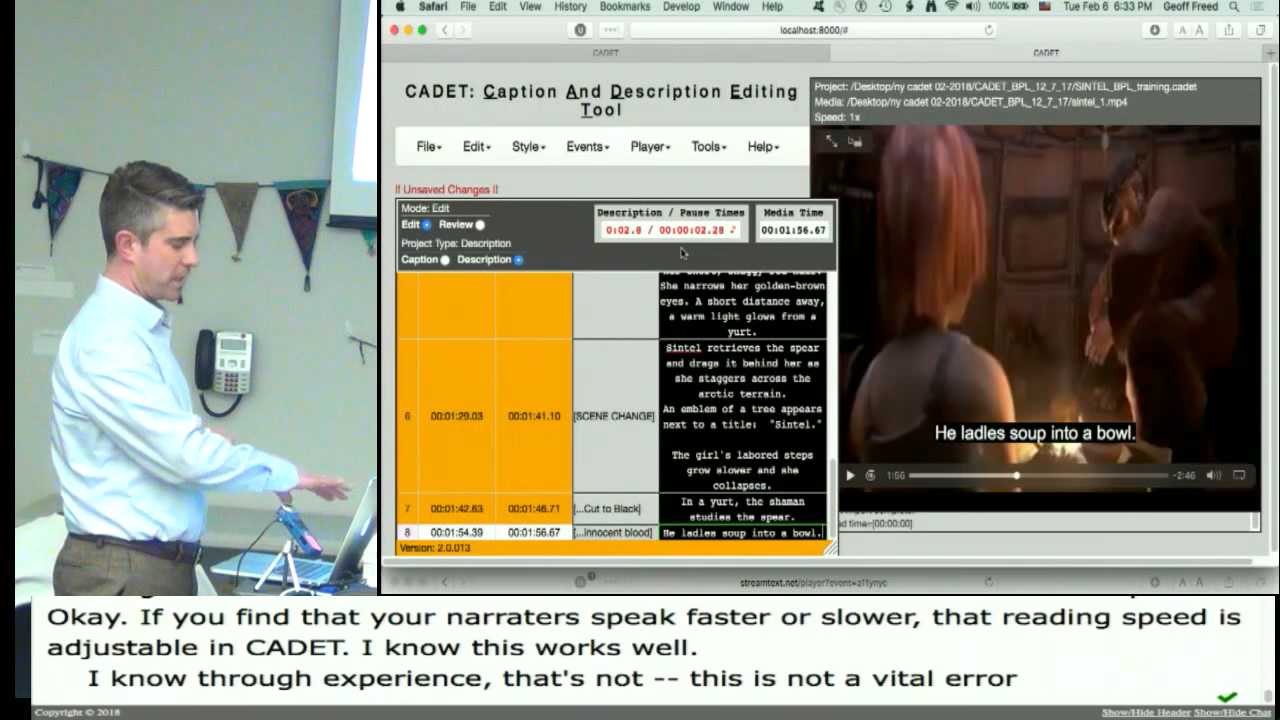 Safari File Edit View History Bookmarks Develop Window Help 100% Tue Feb 6 6:33 PM Geoff Freed
localhost:8000/#
CADET CADET
CADET: Caption And Description Editing
Tool
File Edit Style Events Player Tools Help
!! Unsaved Changes !!
Mode: Edit
Edit Review
Project Type: Description
Caption Description
Description / Pause Times
0:02.8 / 00:00:02.28
Media Time
00:01:56.67
She narrows her golden-brown
eyes. A short distance away,
a warm light glows from a
yurt.
6 00:01:29.03 00:01:41.10 [SCENE CHANGE]
Sintel retrieves the spear
and drags it behind her as
she staggers across the
arctic terrain.
An emblem of a tree appears
next to a title: "Sintel."
The girl's labored steps
grow slower and she
collapses.
7 00:01:42.63 00:01:46.71 [...Cut to Black]
In a yurt, the shaman
studies the spear.
8 00:01:54.39 00:01:56.67 [...innocent blood] He ladles soup into a bowl.
Version: 2.0.013
Project: /Desktop/ny cadet 02-2018/CADET_BPL_12_7_17/SINTEL_BPL_training.cadet
Media: /Desktop/ny cadet 02-2018/CADET_BPL_12_7_17/sintel_1.mp4
Speed: 1x
He ladles soup into a bowl.
1:56 -2:46
time=[00:00:00]
streamtext.net/player?event=a11ynyc
Okay. If you find that your narraters speak faster or slower, that reading speed is
adjustable in CADET. I know this works well.
I know through experience, that's not -- this is not a vital error
Copyright © 2018 Show/Hide Header Show/Hide Chat